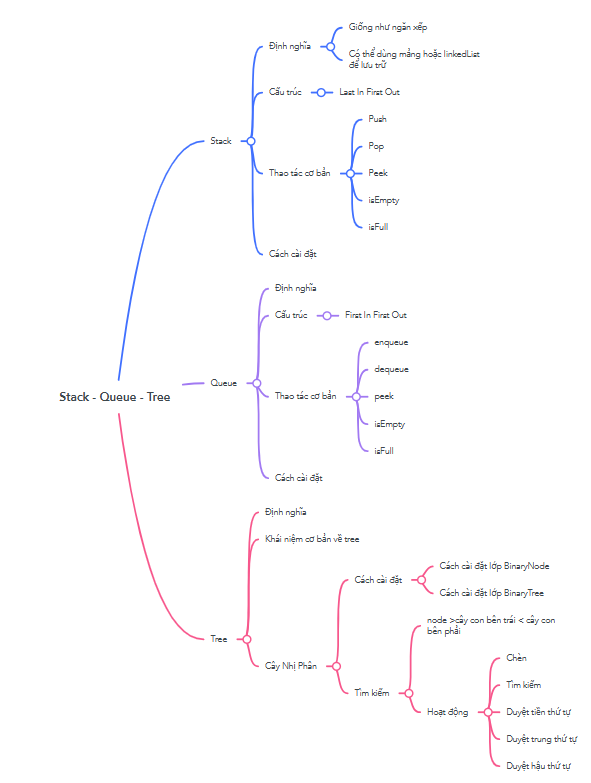 Giống như ngăn xếp
Định nghĩa
Có thể dùng mảng hoặc linkedList
để lưu trữ
Cấu trúc
Last In First Out
Push
Pop
Stack
Thao tác cơ bản
Peek
isEmpty
isFull
Cách cài đặt
Định nghĩa
Cấu trúc
First In First Out
enqueue
dequeue
Queue
Stack - Queue - Tree
Thao tác cơ bản
peek
isEmpty
isFull
Cách cài đặt
Định nghĩa
Khái niệm cơ bản về tree
Cách cài đặt lớp BinaryNode
Cách cài đặt
Cách cài đặt lớp BinaryTree
node >cây con bên trái < cây con
bên phải
Tree
Cây Nhị Phân
Chèn
Tìm kiếm
Tìm kiếm
Hoạt động
Duyệt tiền thứ tự
Duyệt trung thứ tự
Duyệt hậu thứ tự